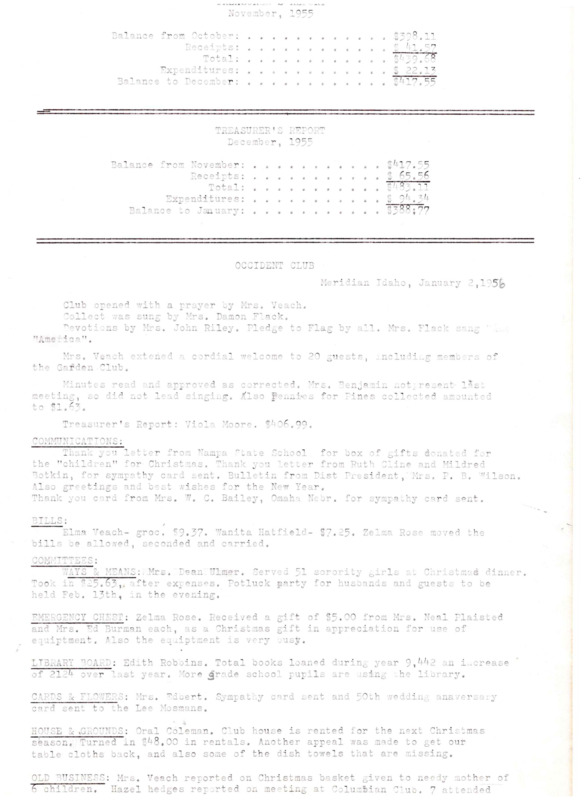 TREASURER'S REPORT
November, 1955
Balance from October: . . . . . . . . . . . . $398.11
Receipts: . . . . . . . . . . . . $ 41.57
Total: . . . . . . . . . . . . $439.68
Expenditures: . . . . . . . . . . . . $ 22.13
Balance to December: . . . . . . . . . . . . $417.55
TREASURER'S REPORT
December, 1955
Balance from November: . . . . . . . . . . . $417.55
Receipts: . . . . . . . . . . . $ 65.56
Total: . . . . . . . . . . . $483.11
Expenditures: . . . . . . . . . . . $ 94.34
Balance to January: . . . . . . . . . . . $388.77
OCCIDENT CLUB
Meridian Idaho, January 2,1956
Club opened with a prayer by Mrs. Veach.
Collect was sung by Mrs. Damon Flack.
Devotions by Mrs. John Riley. Pledge to Flag by all. Mrs. Flack sang
"America".
Mrs. Veach extened a cordial welcome to 20 guests, including members of
the Garden Club.
Minutes read and approved as corrected. Mrs. Benjamin notpresent last
meeting, so did not lead singing. Also Pennies for Pines collected amounted
to $1.63.
Treasurer's Report: Viola Moore. $406.99.
COMMUNICATIONS:
Thank you letter from Nampa State School for box of gifts donated for
the "children" for Christmas. Thank you letter from Ruth Cline and Mildred
Botkin, for sympathy card sent. Bulletin from Dist President, Mrs. P. B. Wilson.
Also greetings and best wishes for the New Year.
Thank you card from Mrs. W. C. Bailey, Omaha Nebr. for sympathy card sent.
BILLS:
Elma Veach- groc. $9.37. Wanita Hatfield- $7.25. Zelma Rose moved the
bills be allowed, seconded and carried.
COMMITTEES:
WAYS & MEANS: Mrs. Dean Ulmer. Served 51 sorority girls at Christmas dinner.
Took in $25.63, after expenses. Potluck party for husbands and guests to be
held Feb. 13th, in the evening.
EMERGENCY CHEST: Zelma Rose. Received a gift of $5.00 from Mrs. Neal Plaisted
and Mrs. Ed Burman each, as a Christmas gift in appreciation for use of
equiptment. Also the equiptment is very busy.
LIBRARY BOARD: Edith Robbins. Total books loaned during year 9,442 an increase
of 2124 over last year. More grade school pupils are using the library.
CARDS & FLOWERS: Mrs. Edbert. Sympathy card sent and 50th wedding annversary
card sent to the Lee Mosmans.
HOUSE & GROUNDS: Oral Coleman. Club house is rented for the next Christmas
season. Turned in $48.00 in rentals. Another appeal was made to get our
table cloths back, and also some of the dish towels that are missing.
OLD BUSINESS: Mrs. Veach reported on Christmas basket given to needy mother of
6 children. Hazel hedges reported on meeting at Columbian Club. 7 attended